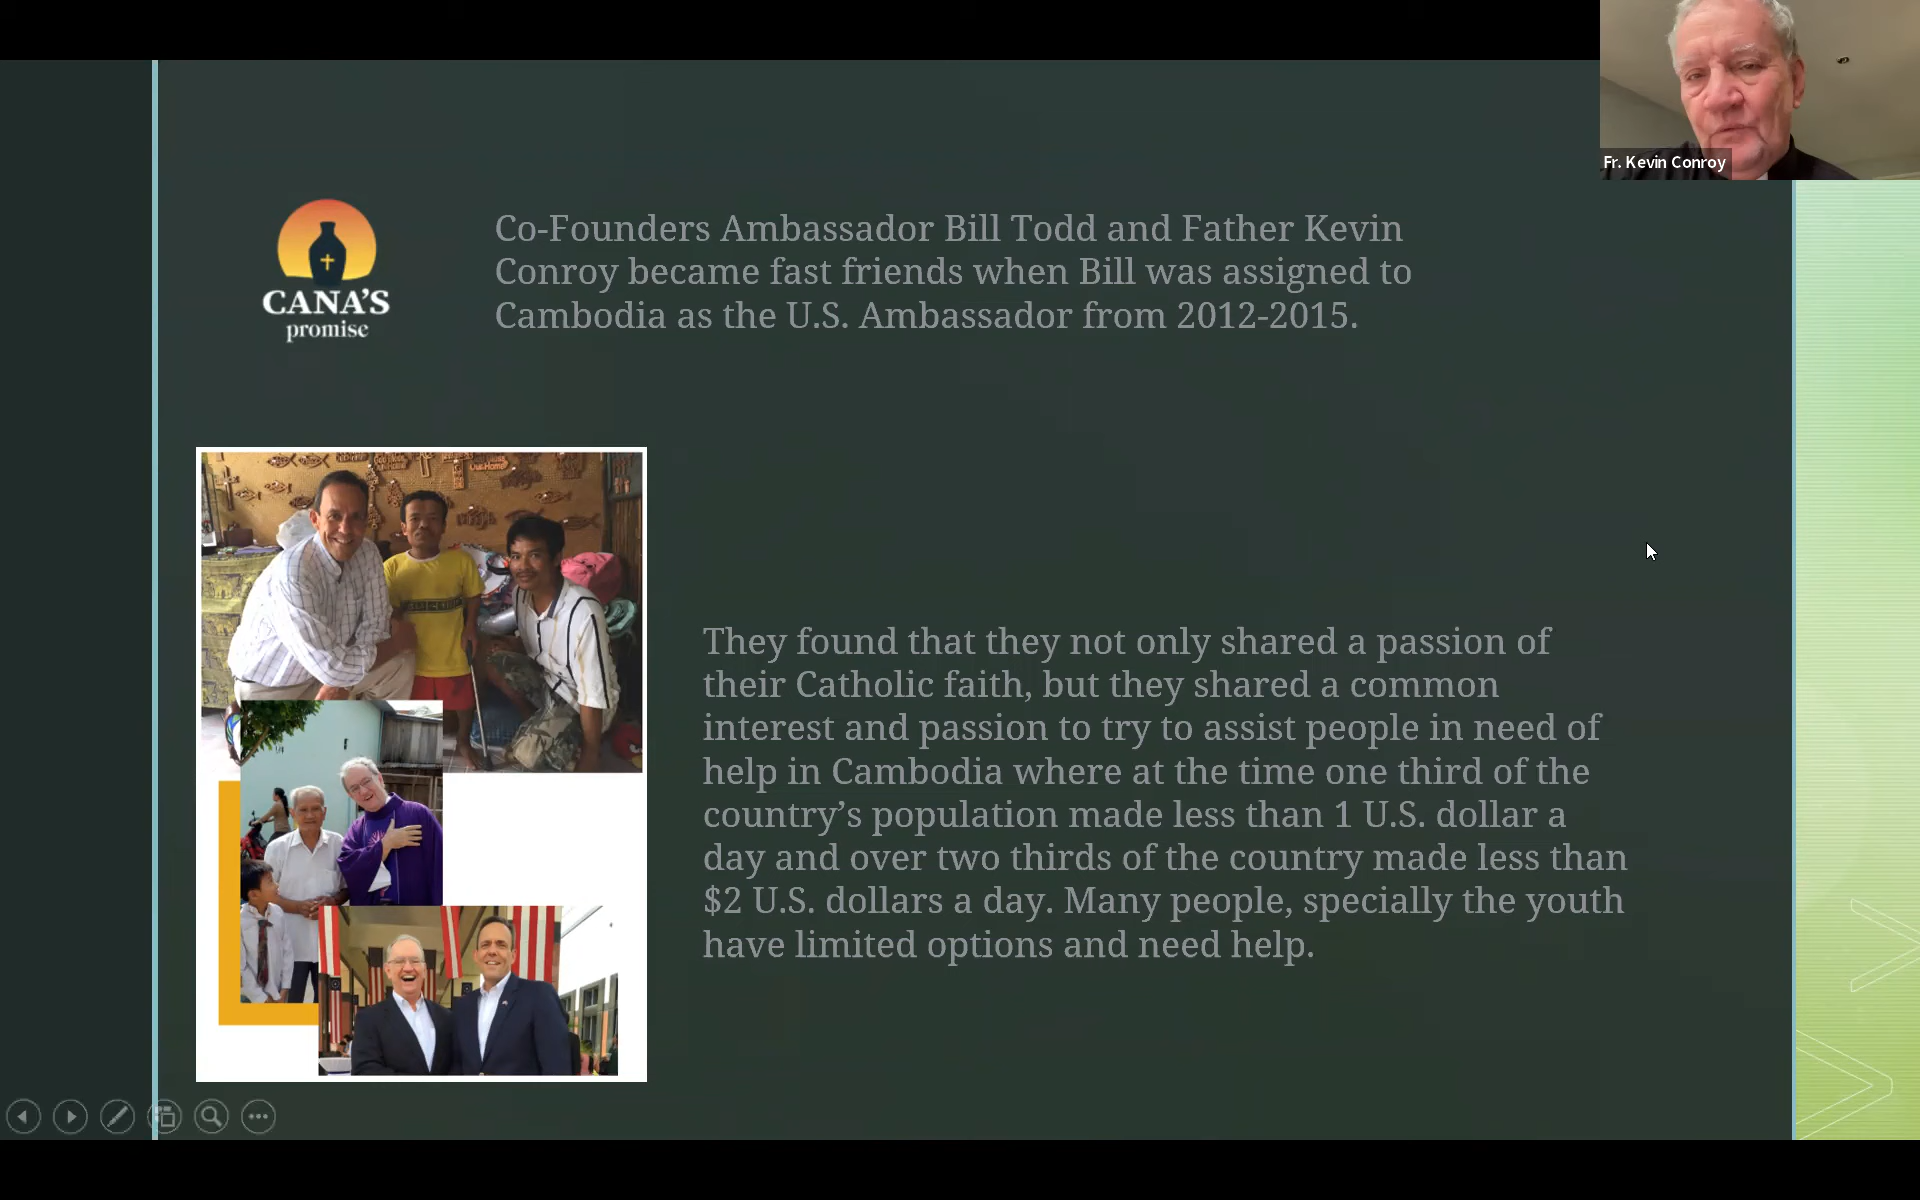 Fr. Kevin Conroy
CANA'S
promise
Co-Founders Ambassador Bill Todd and Father Kevin
Conroy became fast friends when Bill was assigned to
Cambodia as the U.S. Ambassador from 2012-2015.
They found that they not only shared a passion of
their Catholic faith, but they shared a common
interest and passion to try to assist people in need of
help in Cambodia where at the time one third of the
country’s population made less than 1 U.S. dollar a
day and over two thirds of the country made less than
$2 U.S. dollars a day. Many people, specially the youth
have limited options and need help.